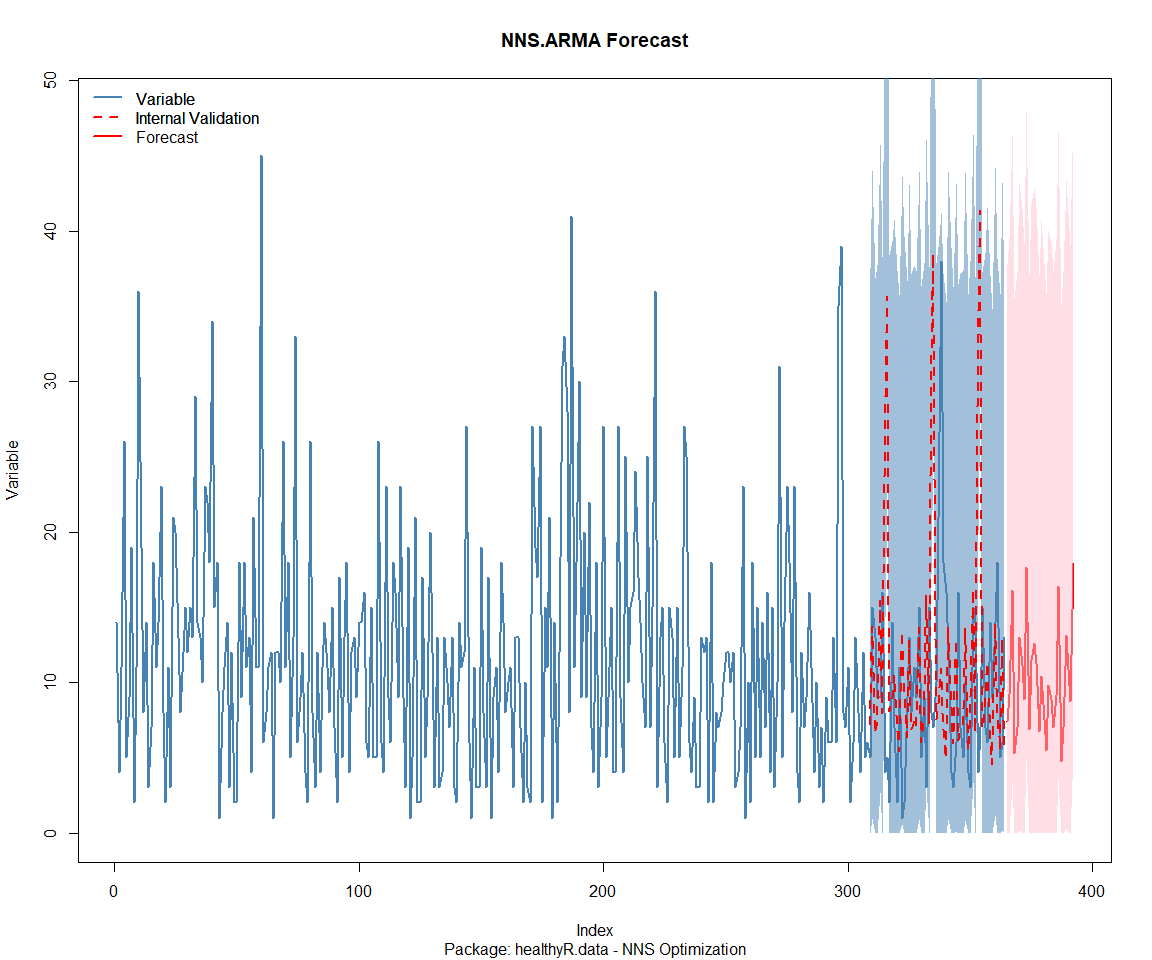 NNS.ARMA Forecast
Variable
Internal Validation
Forecast
Variable
50
40
30
20
10
0
0 100 200 300 400
Index
Package: healthyR.data - NNS Optimization